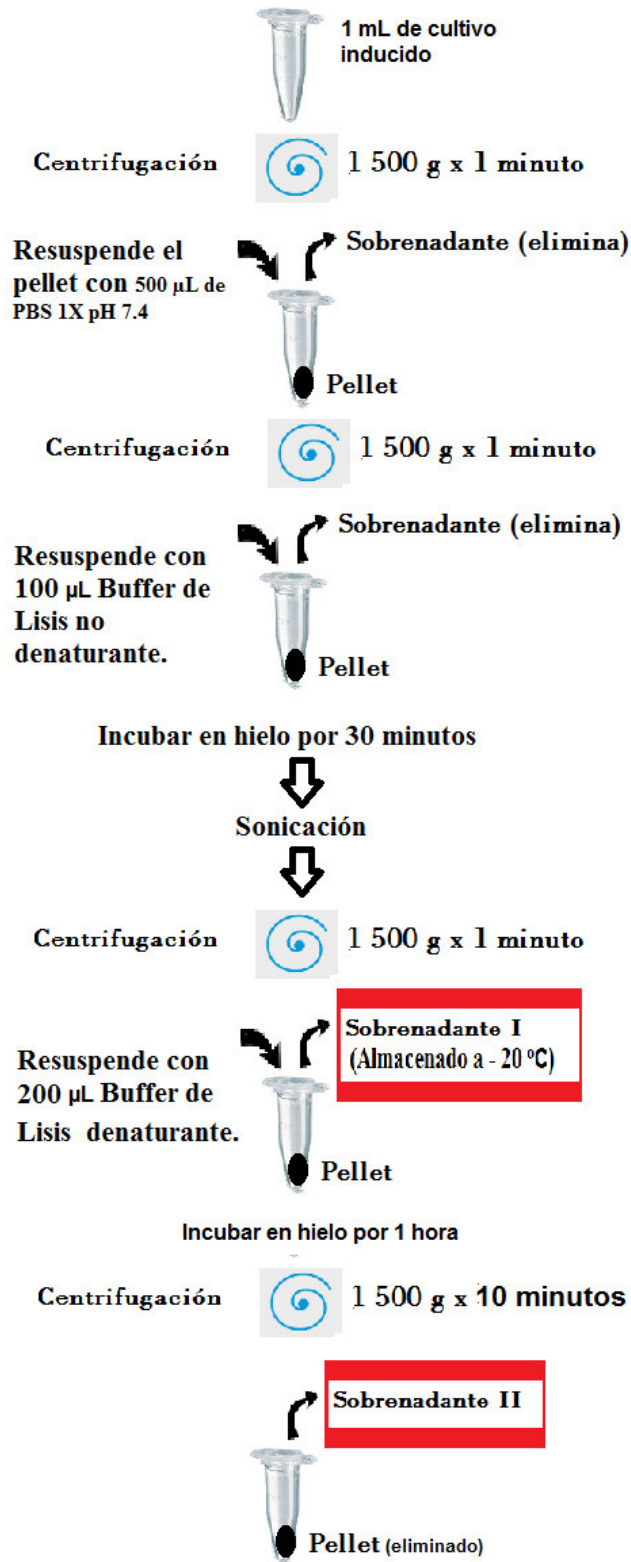 1 mL de cultivo
inducido
Centrifugación 1 500 g x 1 minuto
Sobrenadante (elimina)
Resuspende el
pellet con 500 µL de
PBS 1X pH 7.4
Pellet
Centrifugación 1 500 g x 1 minuto
Sobrenadante (elimina)
Resuspende con
100 µL Buffer de
Lisis no
denaturante.
Pellet
Incubar en hielo por 30 minutos
Sonicación
Centrifugación 1 500 g x 1 minuto
Sobrenadante I
(Almacenado a - 20 ºC)
Resuspende con
200 µL Buffer de
Lisis denaturante.
Pellet
Incubar en hielo por 1 hora
Centrifugación 1 500 g x 10 minutos
Sobrenadante II
Pellet (eliminado)